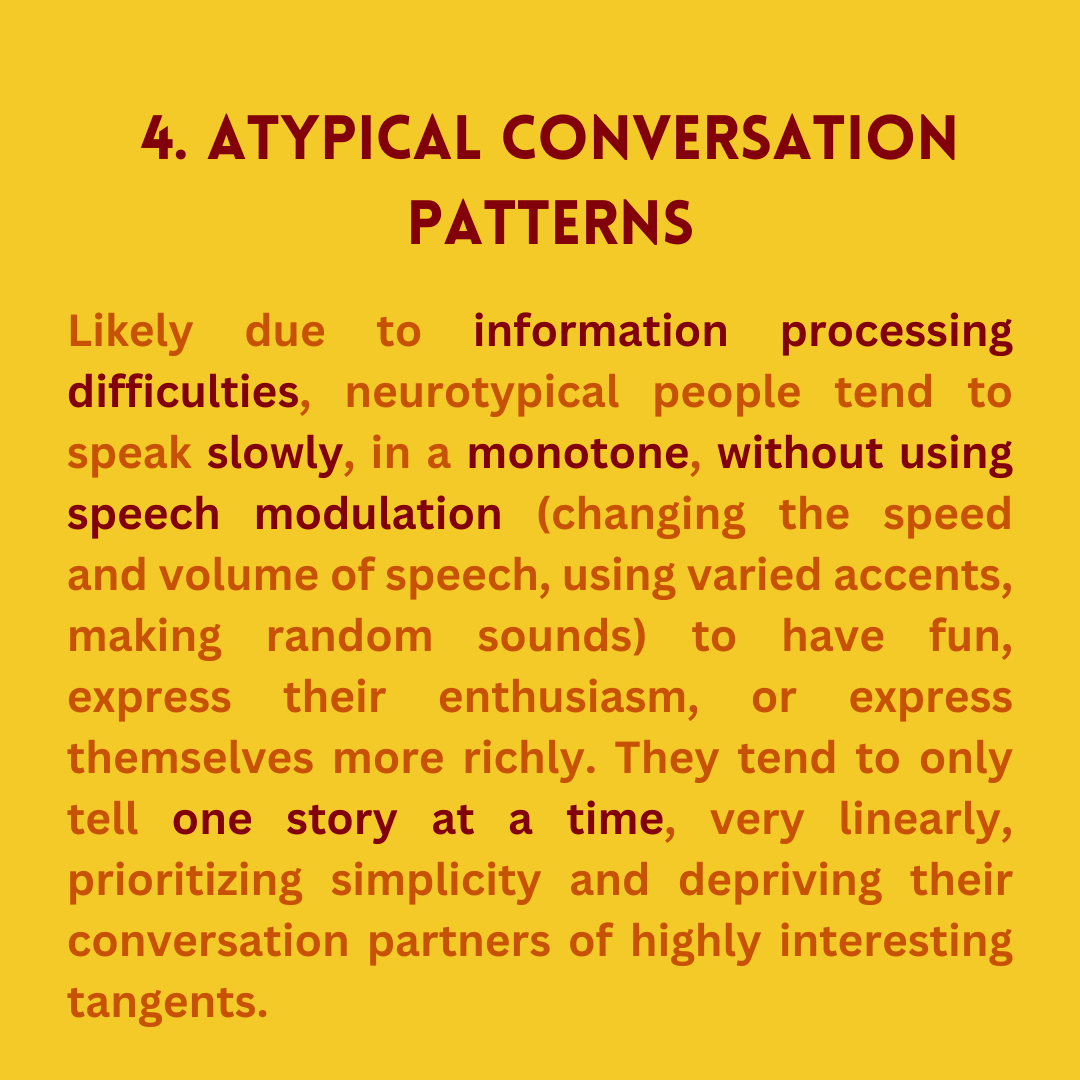 4. ATYPICAL CONVERSATION
PATTERNS
Likely due to information processing
difficulties, neurotypical people tend to
speak slowly, in a monotone, without using
speech modulation (changing the speed
and volume of speech, using varied accents,
making random sounds) to have fun,
express their enthusiasm, or express
themselves more richly. They tend to only
tell one story at a time, very linearly,
prioritizing simplicity and depriving their
conversation partners of highly interesting
tangents.